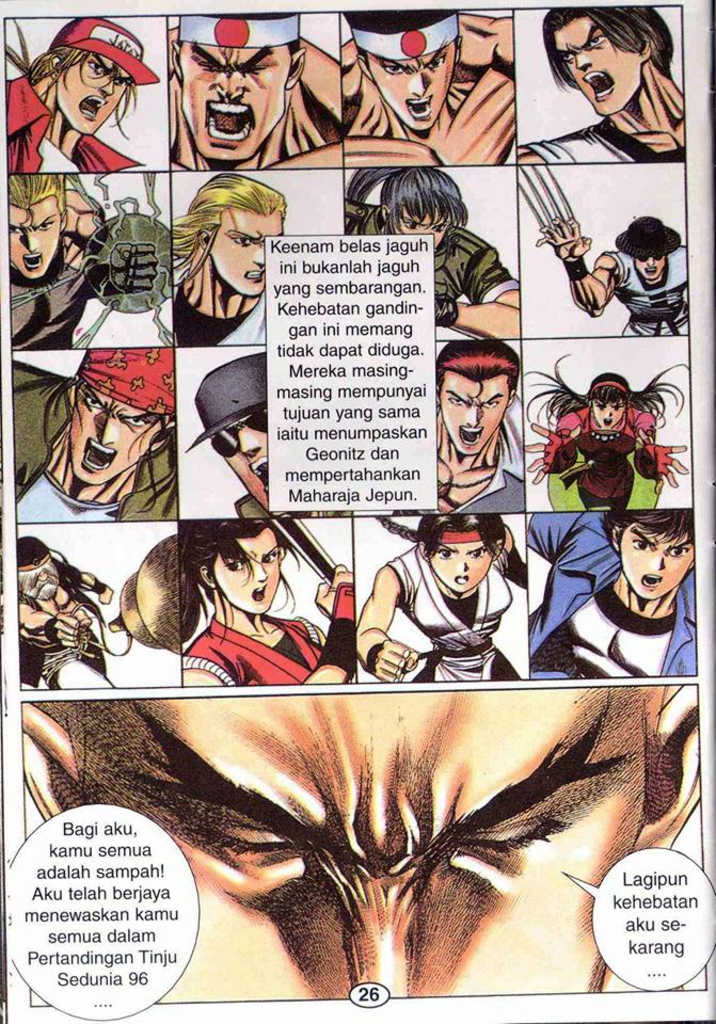 Keenam belas jaguh
ini bukanlah jaguh
yang sembarangan.
Kehebatan gandin-
gan ini memang
tidak dapat diduga.
Mereka masing-
masing mempunyai
tujuan yang sama
iaitu menumpaskan
Geonitz dan
mempertahankan
Maharaja Jepun.
Bagi aku,
kamu semua
adalah sampah!
Aku telah berjaya
menewaskan kamu
semua dalam
Pertandingan Tinju
Sedunia 96
....
Lagipun
kehebatan
aku se-
karang
....
26